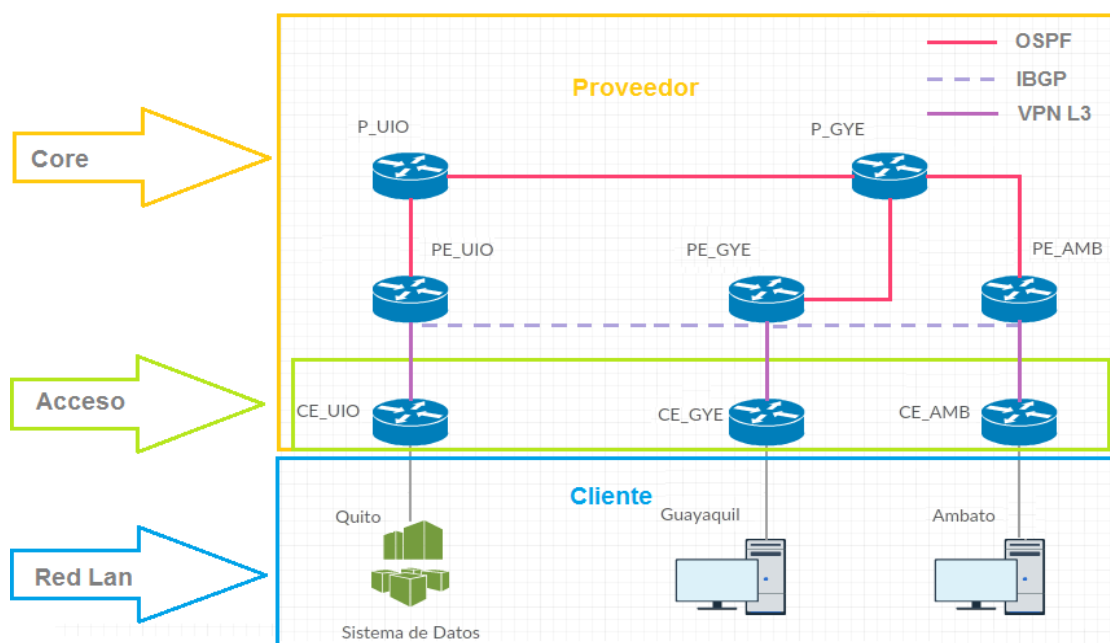 OSPF
IBGP
VPN L3
Proveedor
P_UIO
P_GYE
Core
PE_UIO
PE_GYE
PE_AMB
Acceso
CE_UIO
CE_GYE
CE_AMB
Cliente
Quito
Guayaquil
Ambato
Red Lan
Sistema de Datos